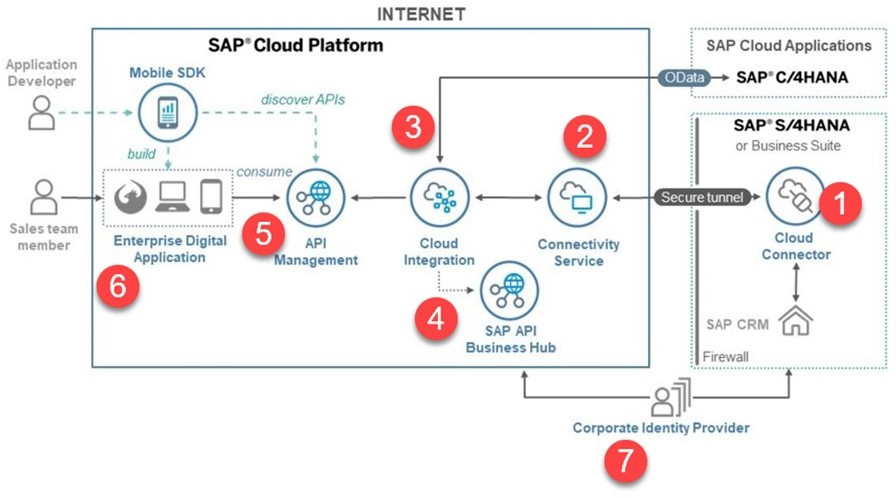 INTERNET
SAP® Cloud Platform
SAP Cloud Applications
SAP® C/4HANA
OData
Application
Developer
Mobile SDK
discover APIs
build
consume
3
2
SAP® S/4HANA
or Business Suite
Secure tunnel
1
Cloud
Connector
Sales team
member
Enterprise Digital
Application
6
5
API
Management
Cloud
Integration
Connectivity
Service
4
SAP API
Business Hub
SAP CRM
Firewall
Corporate Identity Provider
7